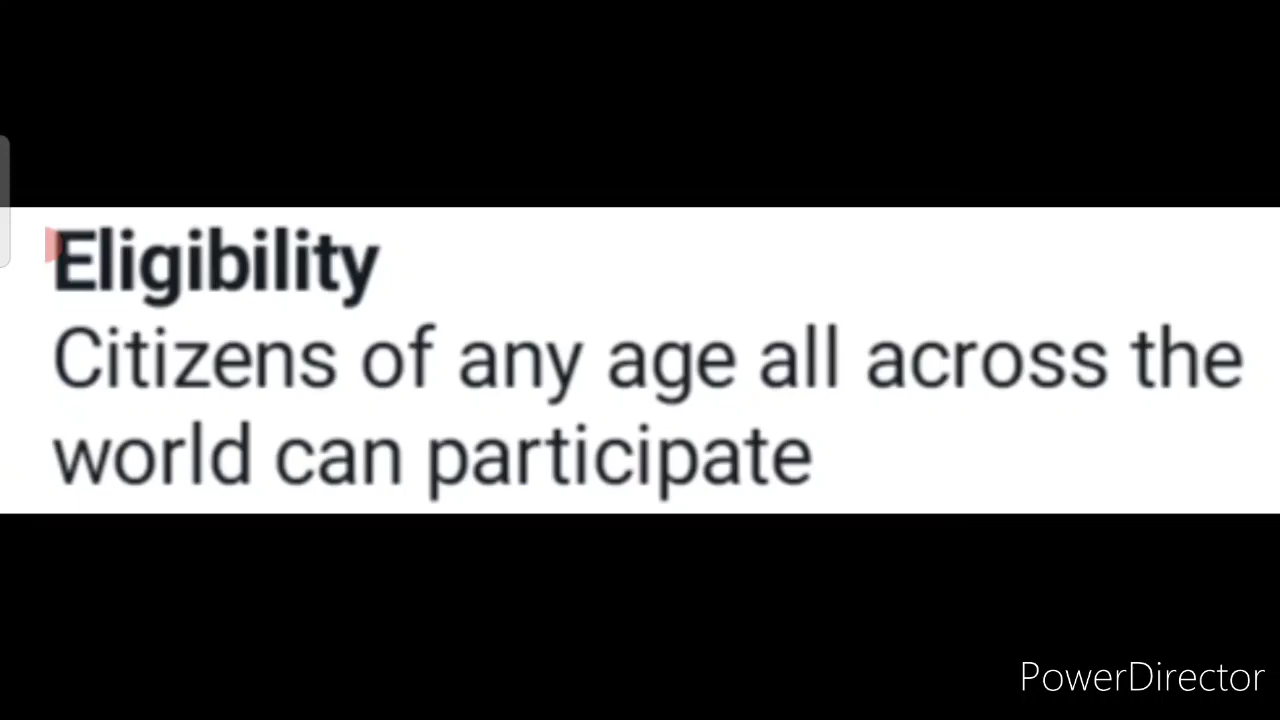 Eligibility
Citizens of any age all across the
world can participate
PowerDirector